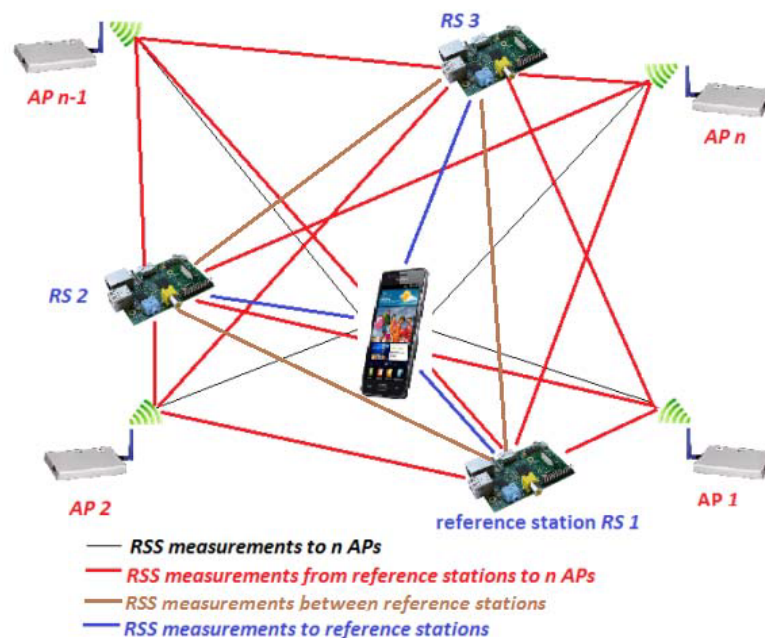 RS 3
AP n-1
AP n
RS 2
AP 2
AP 1
reference station RS 1
RSS measurements to n APs
RSS measurements from reference stations to n APs
RSS measurements between reference stations
RSS measurements to reference stations